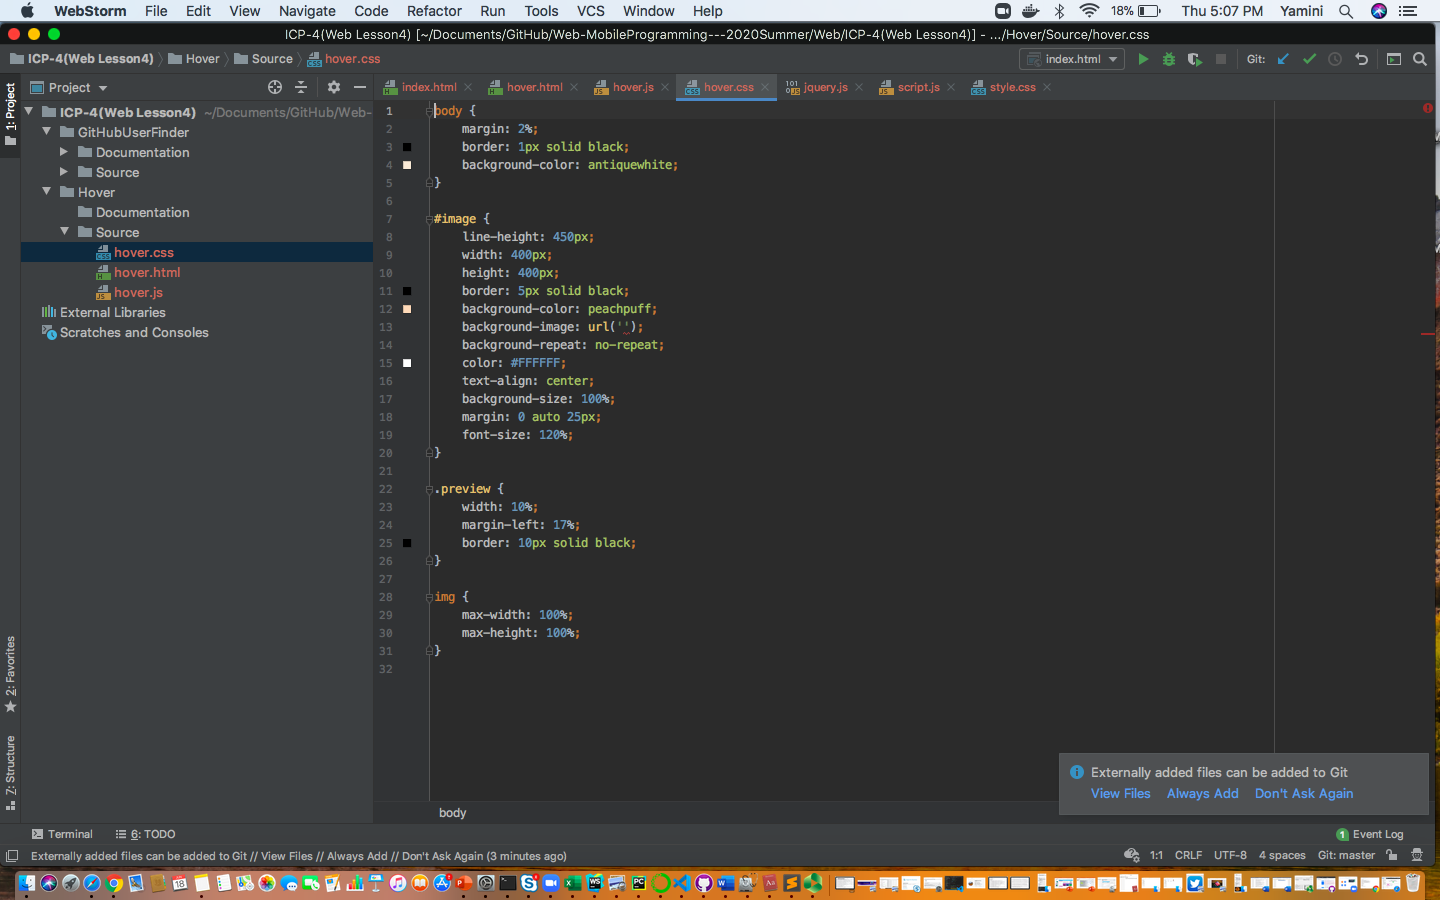 WebStorm File Edit View Navigate Code Refactor Run Tools VCS Window Help 18% Thu 5:07 PM Yamini
ICP-4(Web Lesson4) [~/Documents/GitHub/Web-MobileProgramming---2020Summer/Web/ICP-4(Web Lesson4)] - .../Hover/Source/hover.css
ICP-4(Web Lesson4) Hover Source hover.css index.html Git:
Project index.html hover.html hover.js hover.css jquery.js script.js style.css
1: Project
ICP-4(Web Lesson4) ~/Documents/GitHub/Web-
GitHubUserFinder
Documentation
Source
Hover
Documentation
Source
hover.css
hover.html
hover.js
External Libraries
Scratches and Consoles
2: Favorites
7: Structure
1 body {
2 margin: 2%;
3 border: 1px solid black;
4 background-color: antiquewhite;
5 }
6
7 #image {
8 line-height: 450px;
9 width: 400px;
10 height: 400px;
11 border: 5px solid black;
12 background-color: peachpuff;
13 background-image: url('');
14 background-repeat: no-repeat;
15 color: #FFFFFF;
16 text-align: center;
17 background-size: 100%;
18 margin: 0 auto 25px;
19 font-size: 120%;
20 }
21
22 .preview {
23 width: 10%;
24 margin-left: 17%;
25 border: 10px solid black;
26 }
27
28 img {
29 max-width: 100%;
30 max-height: 100%;
31 }
32
Externally added files can be added to Git
View Files Always Add Don't Ask Again
body
Terminal 6: TODO 1 Event Log
Externally added files can be added to Git // View Files // Always Add // Don't Ask Again (3 minutes ago) 1:1 CRLF UTF-8 4 spaces Git: master